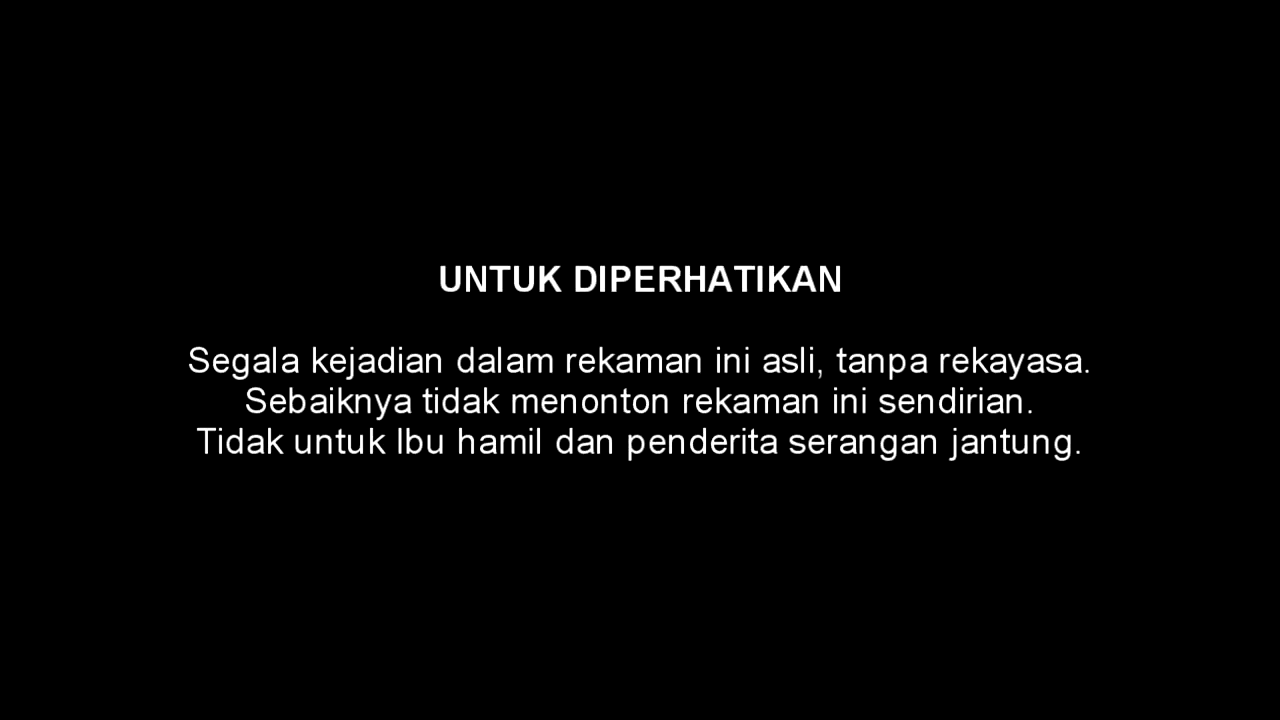 UNTUK DIPERHATIKAN
Segala kejadian dalam rekaman ini asli, tanpa rekayasa.
Sebaiknya tidak menonton rekaman ini sendirian.
Tidak untuk Ibu hamil dan penderita serangan jantung.